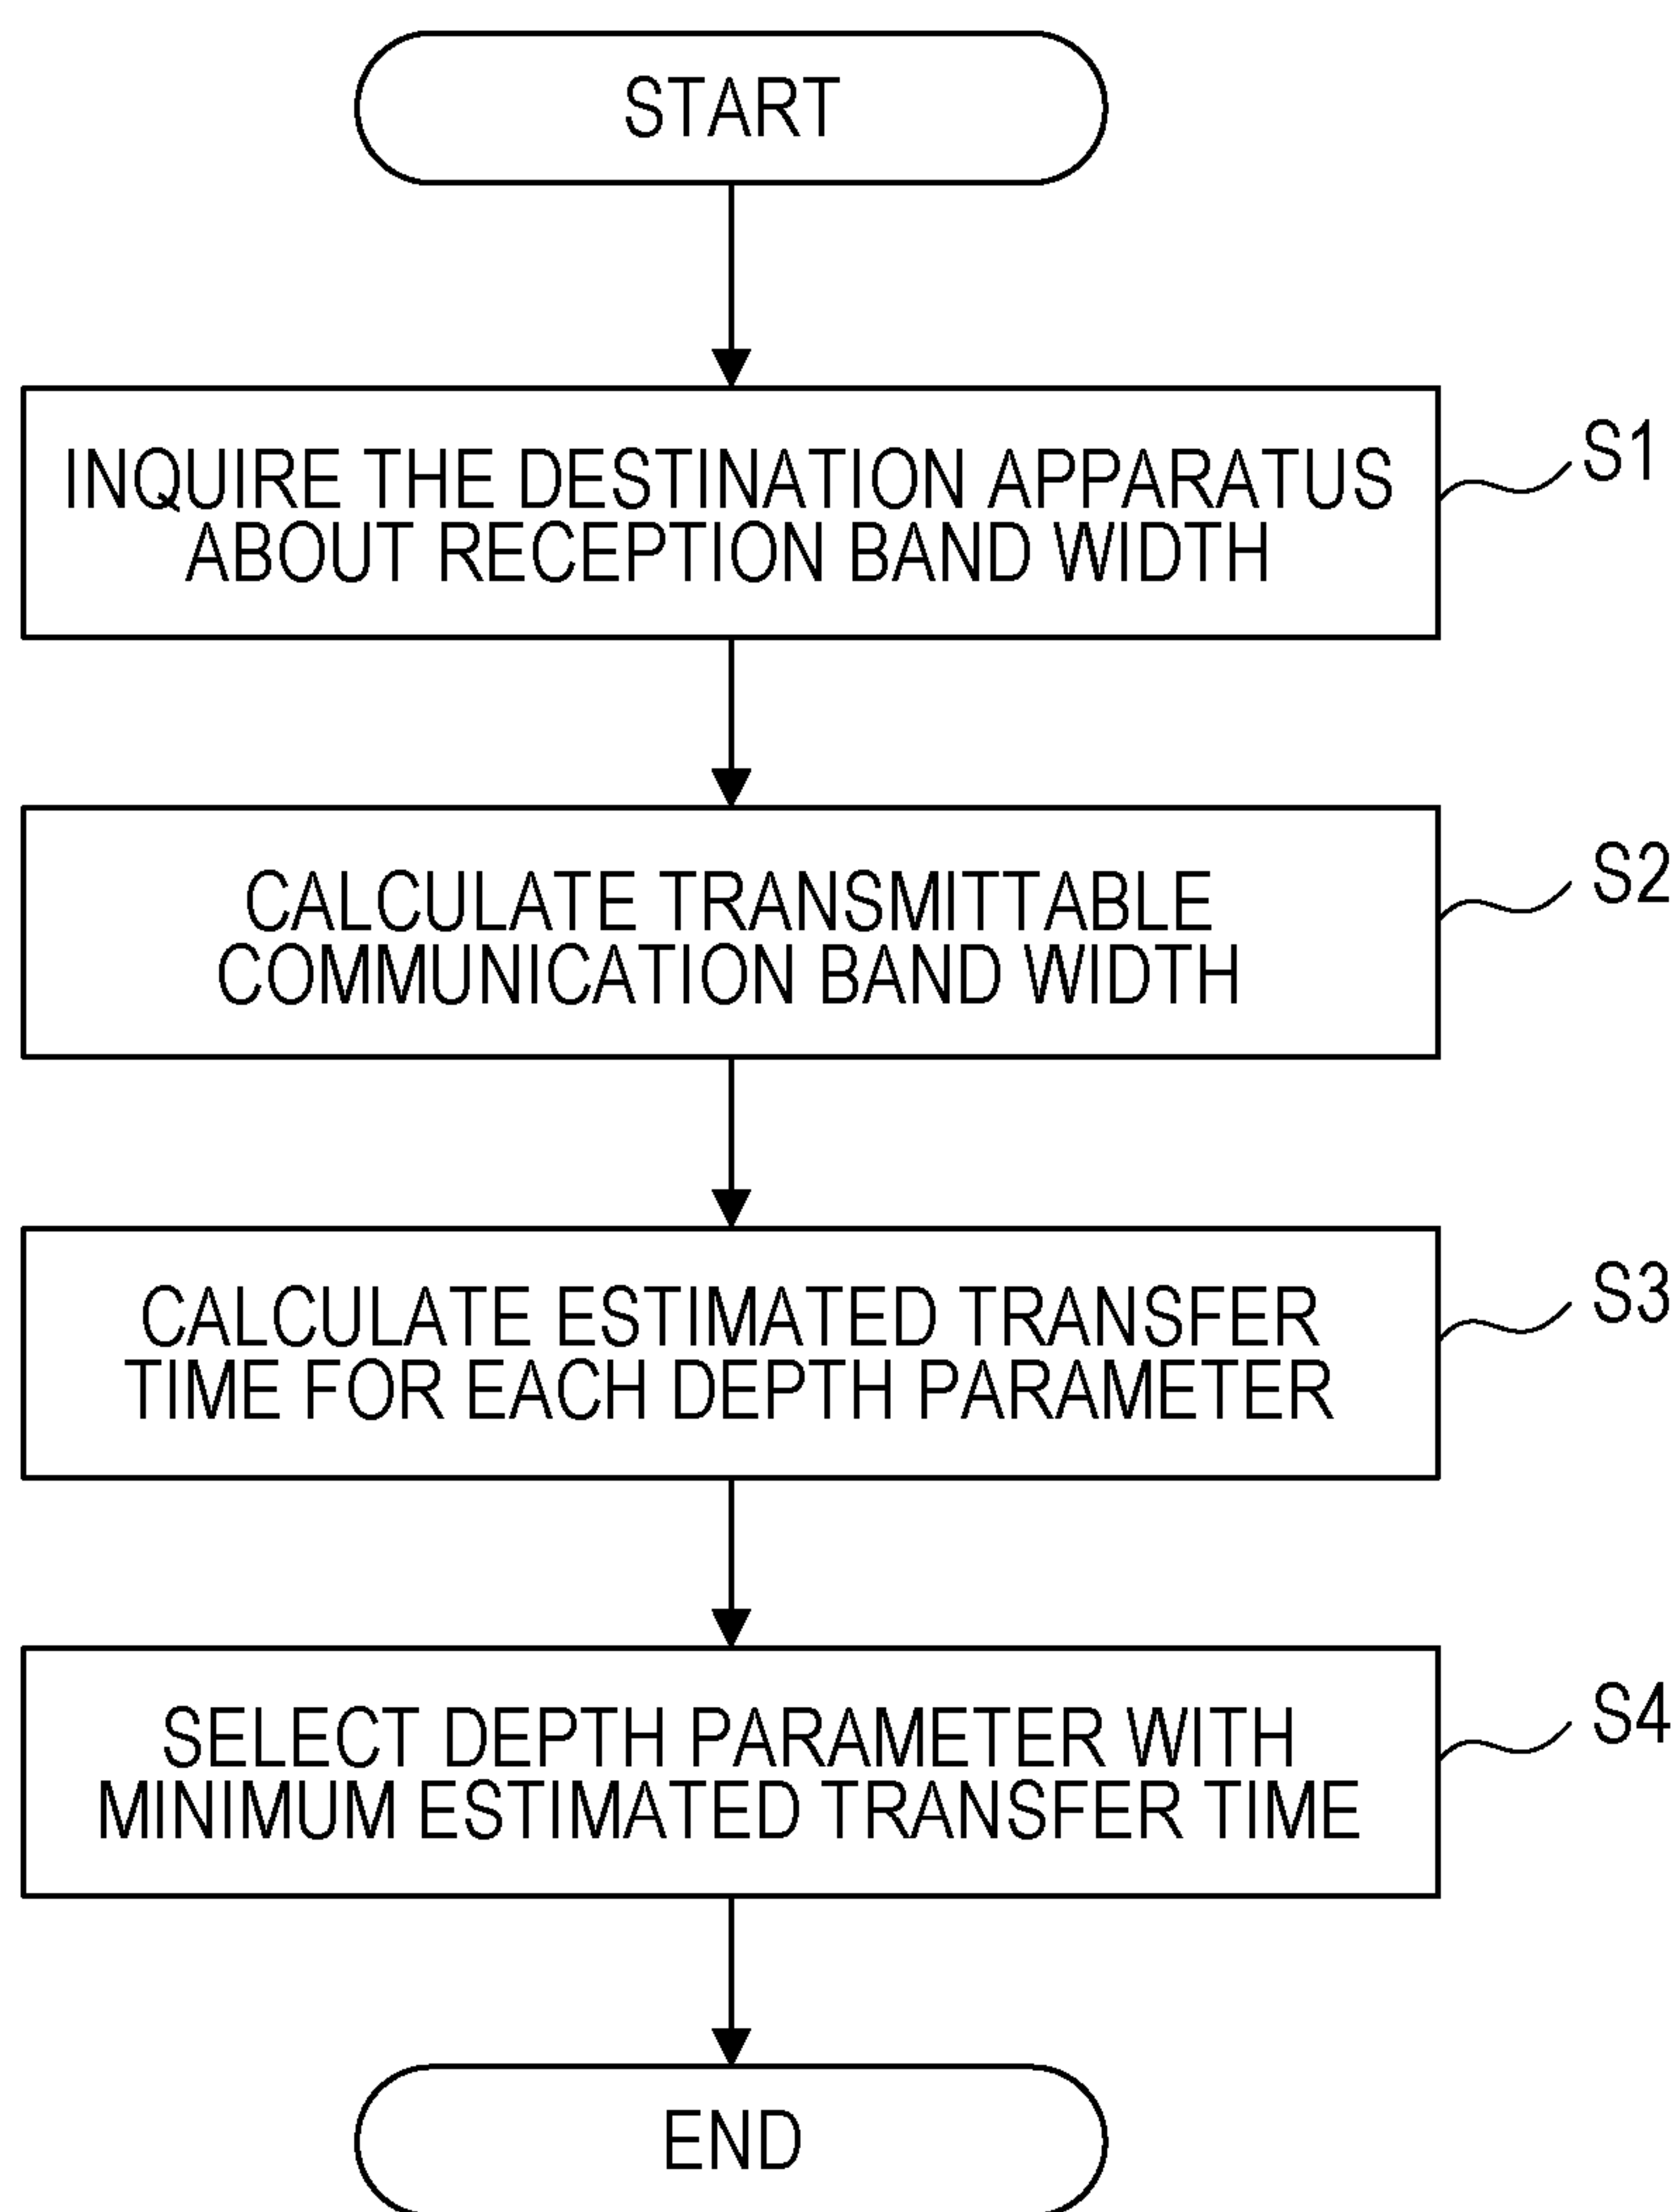 START
INQUIRE THE DESTINATION APPARATUS
ABOUT RECEPTION BAND WIDTH
S1
CALCULATE TRANSMITTABLE
COMMUNICATION BAND WIDTH
S2
CALCULATE ESTIMATED TRANSFER
TIME FOR EACH DEPTH PARAMETER
S3
SELECT DEPTH PARAMETER WITH
MINIMUM ESTIMATED TRANSFER TIME
S4
END